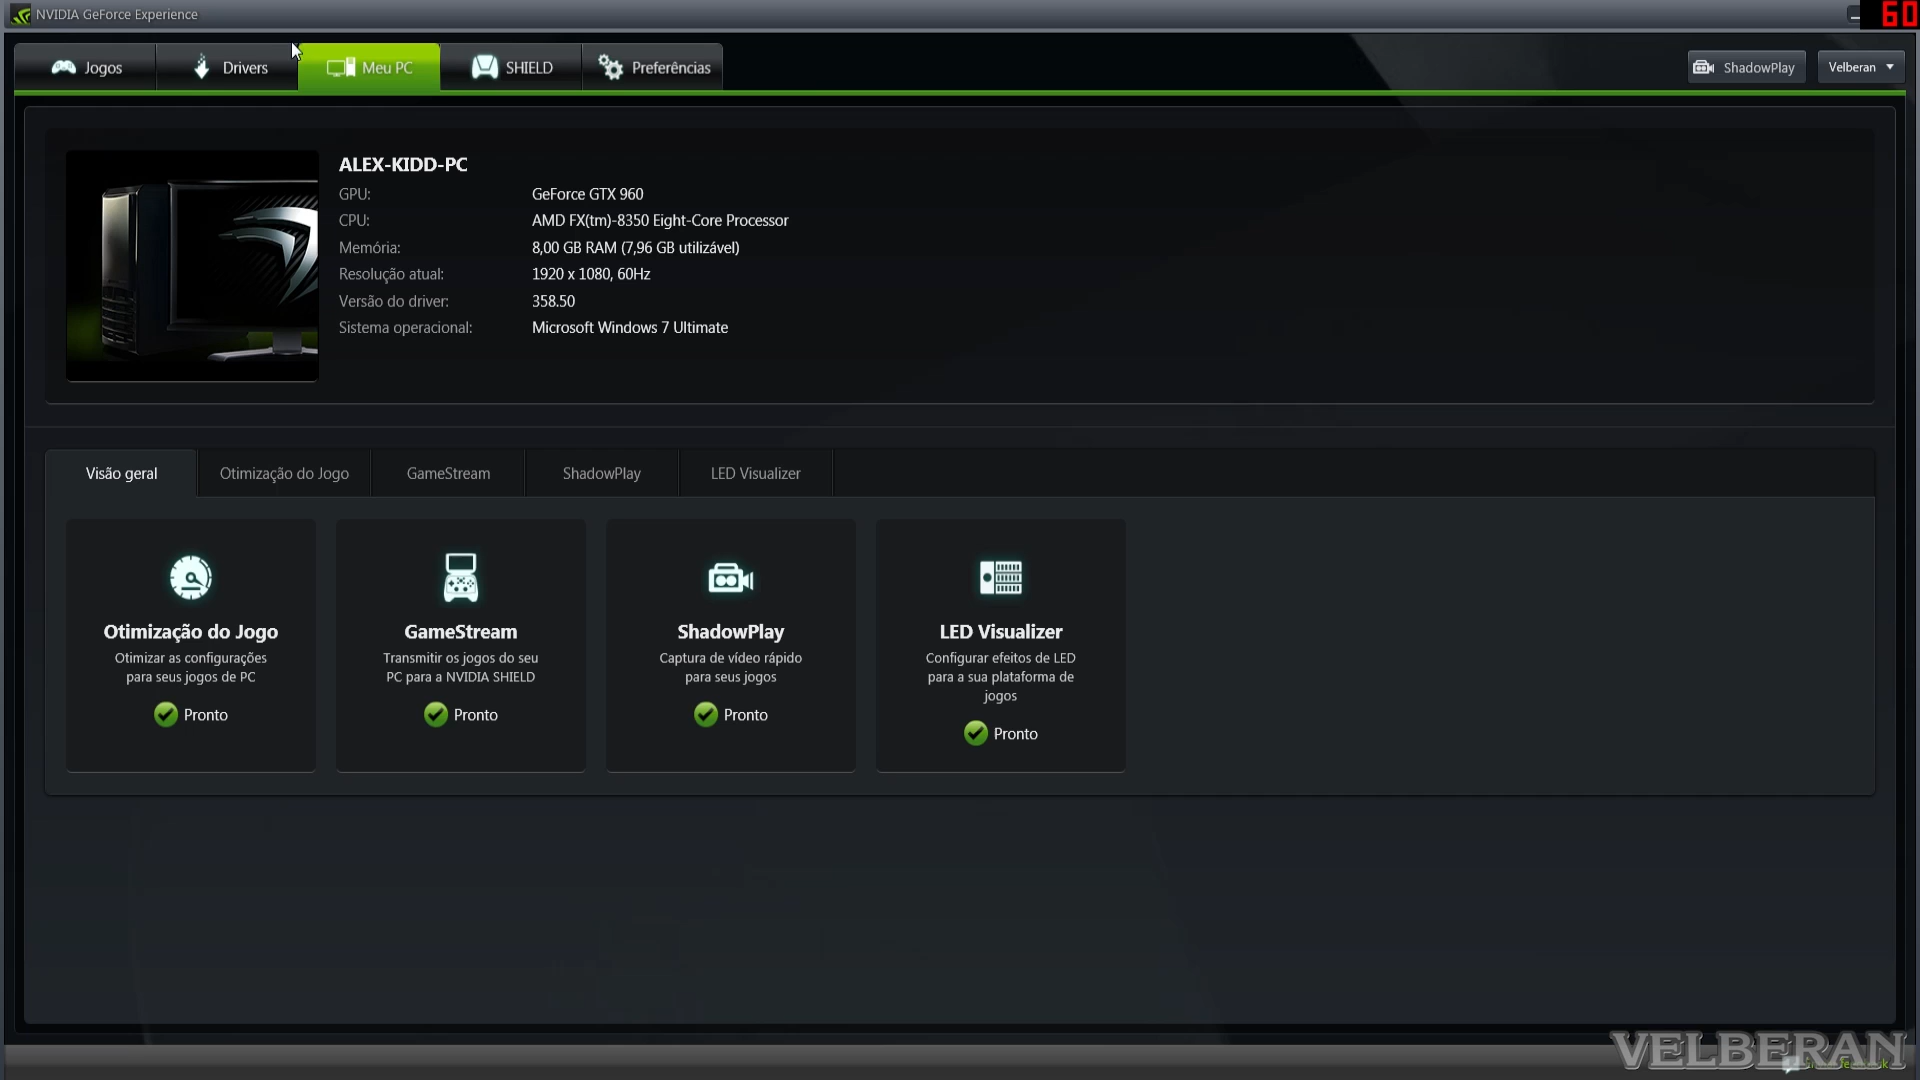 NVIDIA GeForce Experience
60
Jogos
Drivers
Meu PC
SHIELD
Preferências
ShadowPlay
Velberan
ALEX-KIDD-PC
GPU: GeForce GTX 960
CPU: AMD FX(tm)-8350 Eight-Core Processor
Memória: 8,00 GB RAM (7,96 GB utilizável)
Resolução atual: 1920 x 1080, 60Hz
Versão do driver: 358.50
Sistema operacional: Microsoft Windows 7 Ultimate
Visão geral
Otimização do Jogo
GameStream
ShadowPlay
LED Visualizer
Otimização do Jogo
Otimizar as configurações
para seus jogos de PC
Pronto
GameStream
Transmitir os jogos do seu
PC para a NVIDIA SHIELD
Pronto
ShadowPlay
Captura de vídeo rápido
para seus jogos
Pronto
LED Visualizer
Configurar efeitos de LED
para a sua plataforma de
jogos
Pronto
VELBERAN